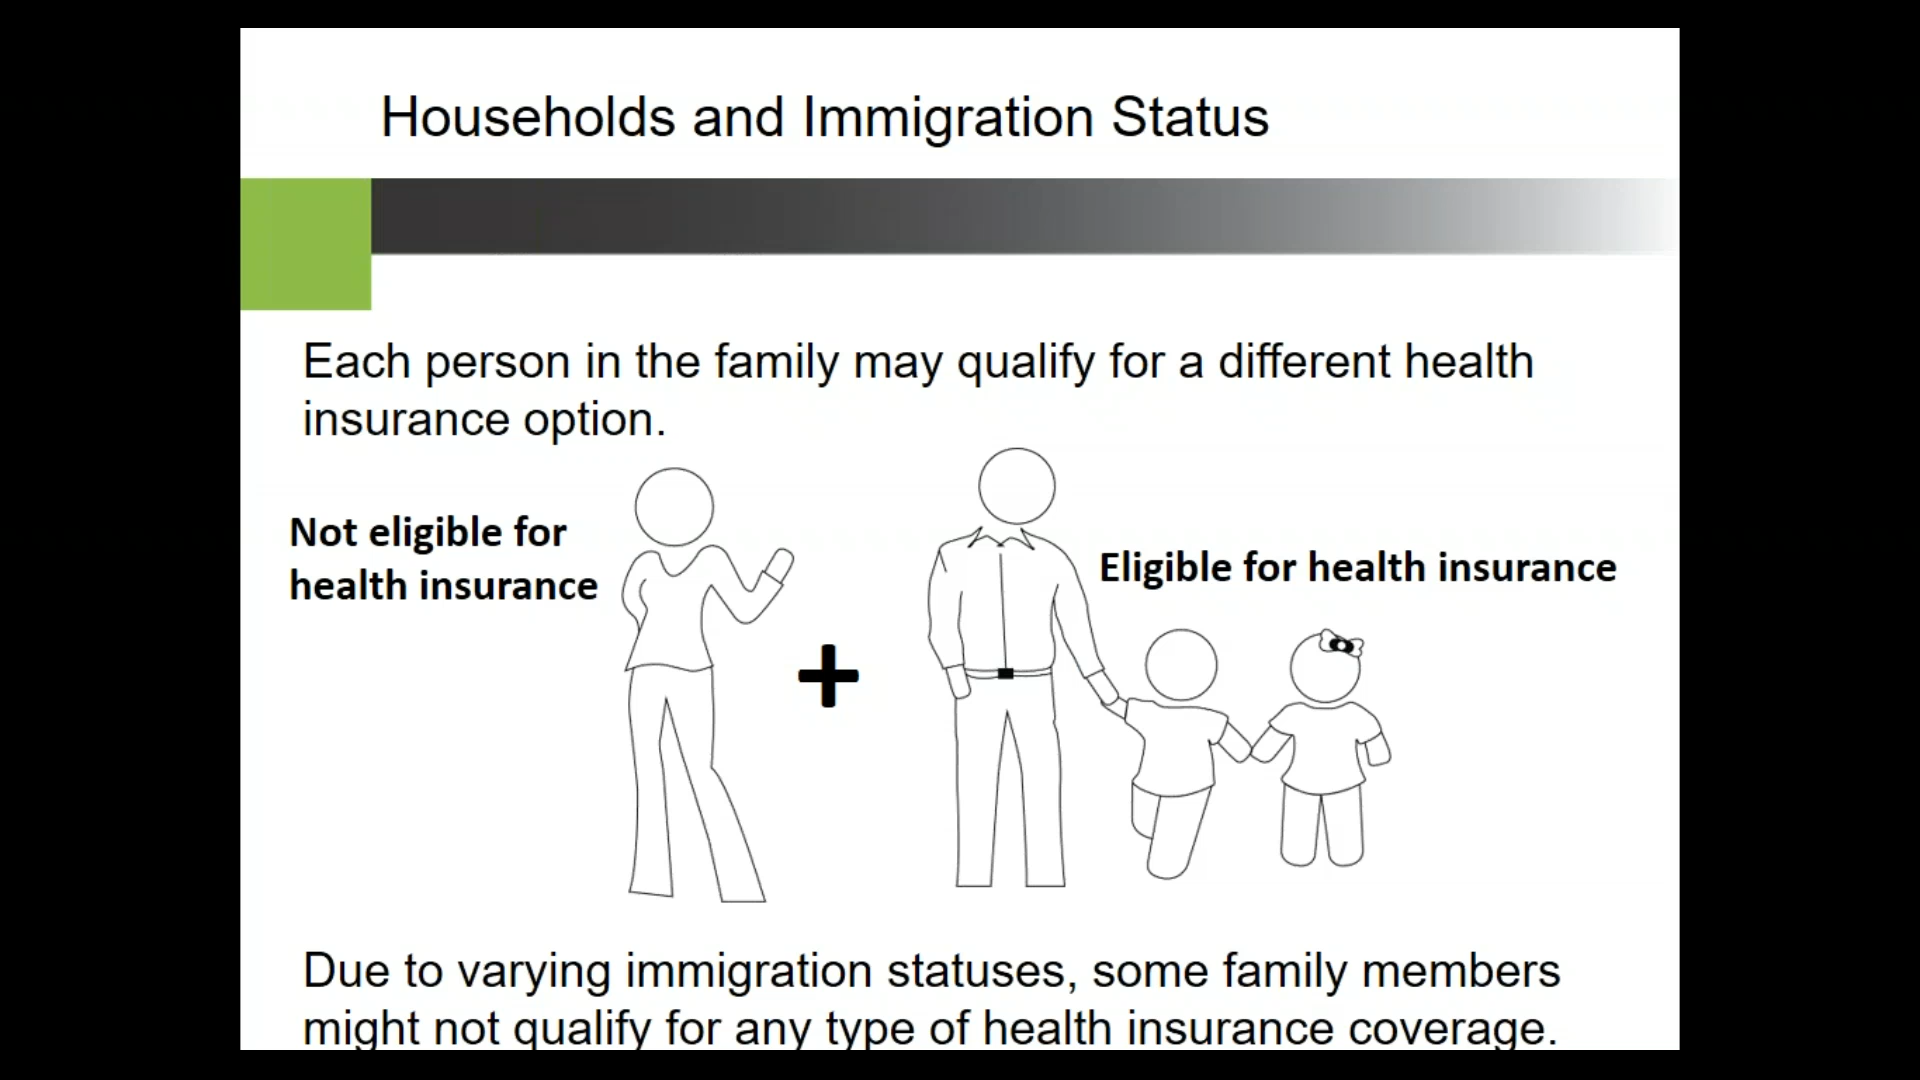 Households and Immigration Status
Each person in the family may qualify for a different health
insurance option.
Not eligible for
health insurance
+
Eligible for health insurance
Due to varying immigration statuses, some family members
might not qualify for any type of health insurance coverage.